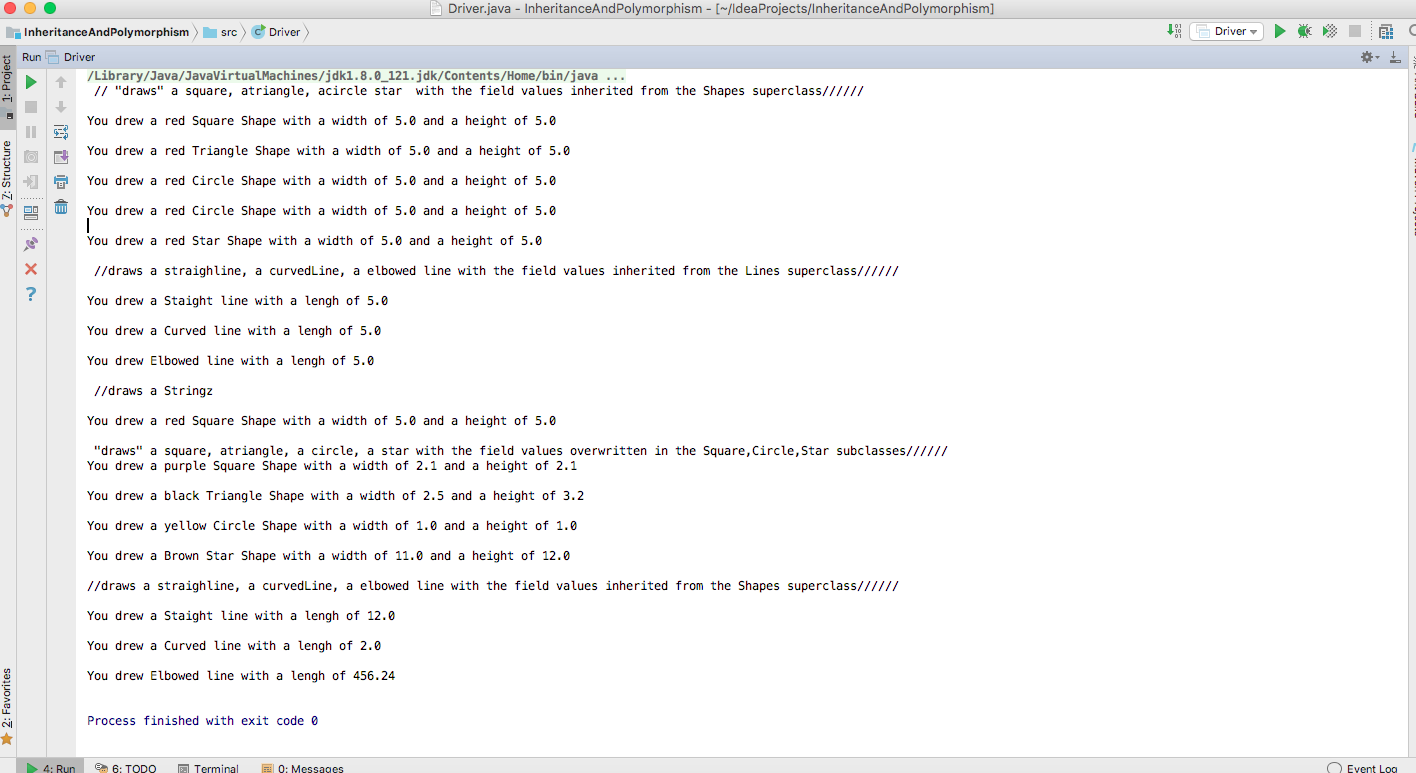 Driver.java - InheritanceAndPolymorphism - [~/IdeaProjects/InheritanceAndPolymorphism]
InheritanceAndPolymorphism src Driver Driver
Run Driver
1: Project
7: Structure
2: Favorites
/Library/Java/JavaVirtualMachines/jdk1.8.0_121.jdk/Contents/Home/bin/java ...
// "draws" a square, atriangle, acircle star  with the field values inherited from the Shapes superclass//////
You drew a red Square Shape with a width of 5.0 and a height of 5.0
You drew a red Triangle Shape with a width of 5.0 and a height of 5.0
You drew a red Circle Shape with a width of 5.0 and a height of 5.0
You drew a red Circle Shape with a width of 5.0 and a height of 5.0
You drew a red Star Shape with a width of 5.0 and a height of 5.0
//draws a straighline, a curvedLine, a elbowed line with the field values inherited from the Lines superclass//////
You drew a Staight line with a lengh of 5.0
You drew a Curved line with a lengh of 5.0
You drew Elbowed line with a lengh of 5.0
//draws a Stringz
You drew a red Square Shape with a width of 5.0 and a height of 5.0
"draws" a square, atriangle, a circle, a star with the field values overwritten in the Square,Circle,Star subclasses//////
You drew a purple Square Shape with a width of 2.1 and a height of 2.1
You drew a black Triangle Shape with a width of 2.5 and a height of 3.2
You drew a yellow Circle Shape with a width of 1.0 and a height of 1.0
You drew a Brown Star Shape with a width of 11.0 and a height of 12.0
//draws a straighline, a curvedLine, a elbowed line with the field values inherited from the Shapes superclass//////
You drew a Staight line with a lengh of 12.0
You drew a Curved line with a lengh of 2.0
You drew Elbowed line with a lengh of 456.24
Process finished with exit code 0
4: Run 6: TODO Terminal 0: Messages Event Log